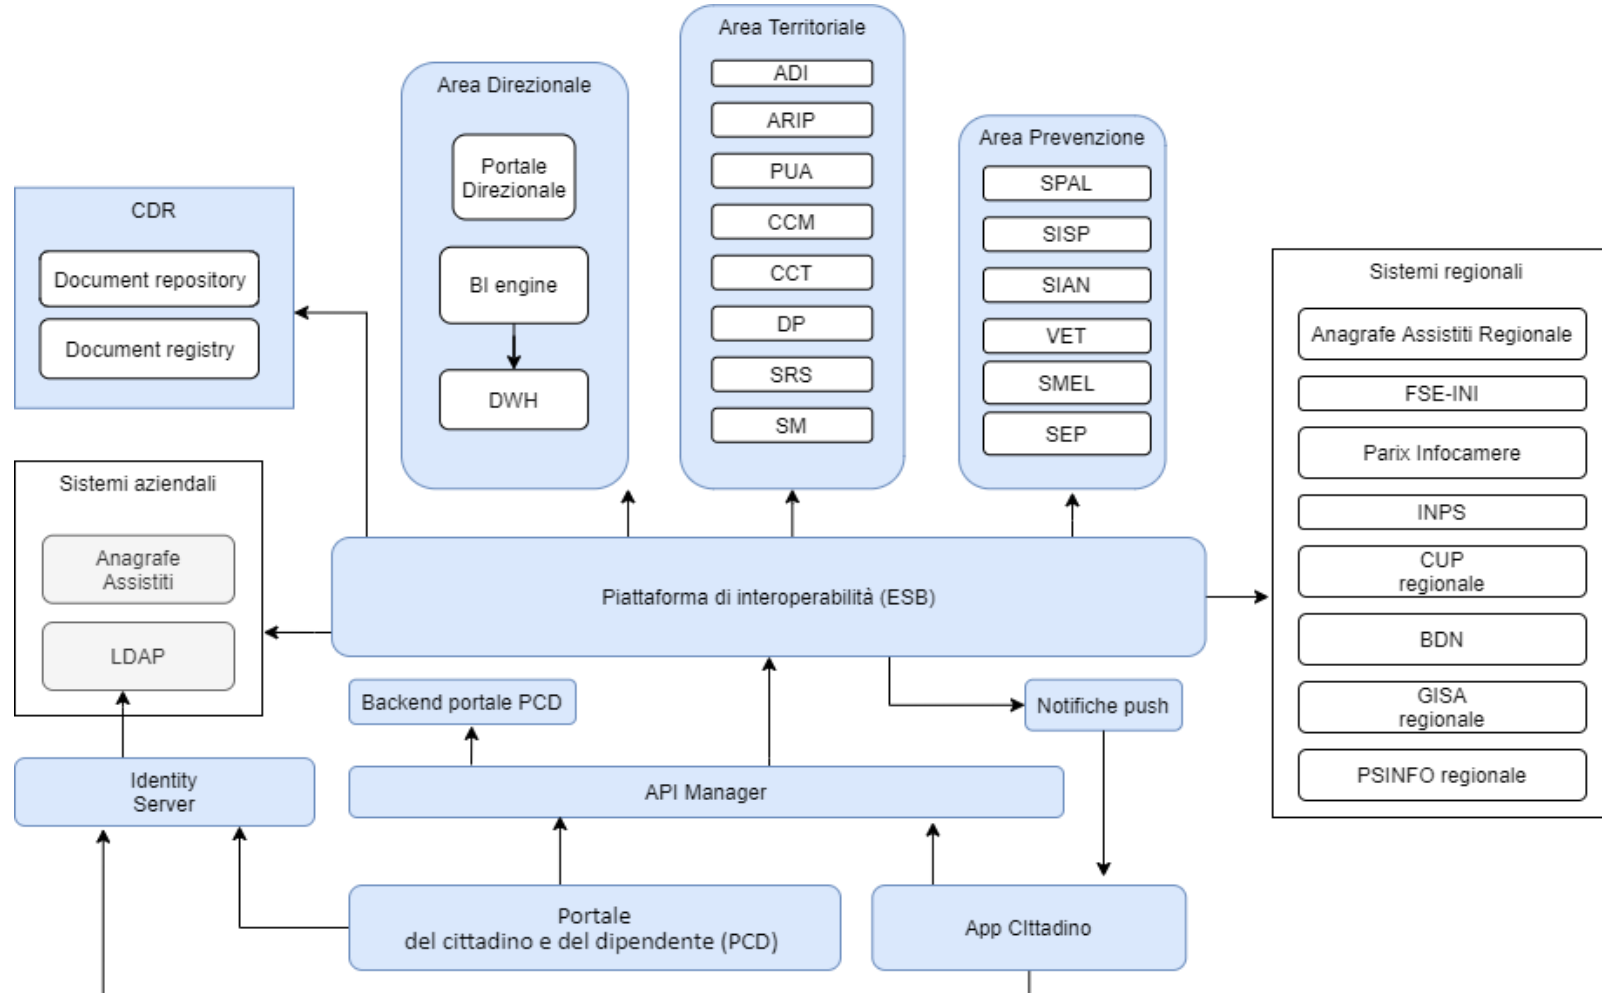 Area Territoriale
ADI
ARIP
PUA
CCM
CCT
DP
SRS
SM
Area Direzionale
Portale
Direzionale
BI engine
DWH
Area Prevenzione
SPAL
SISP
SIAN
VET
SMEL
SEP
CDR
Document repository
Document registry
Sistemi regionali
Anagrafe Assistiti Regionale
FSE-INI
Parix Infocamere
INPS
CUP
regionale
BDN
GISA
regionale
PSINFO regionale
Sistemi aziendali
Anagrafe
Assistiti
LDAP
Piattaforma di interoperabilità (ESB)
Backend portale PCD
Notifiche push
Identity
Server
API Manager
Portale
del cittadino e del dipendente (PCD)
App CIttadino